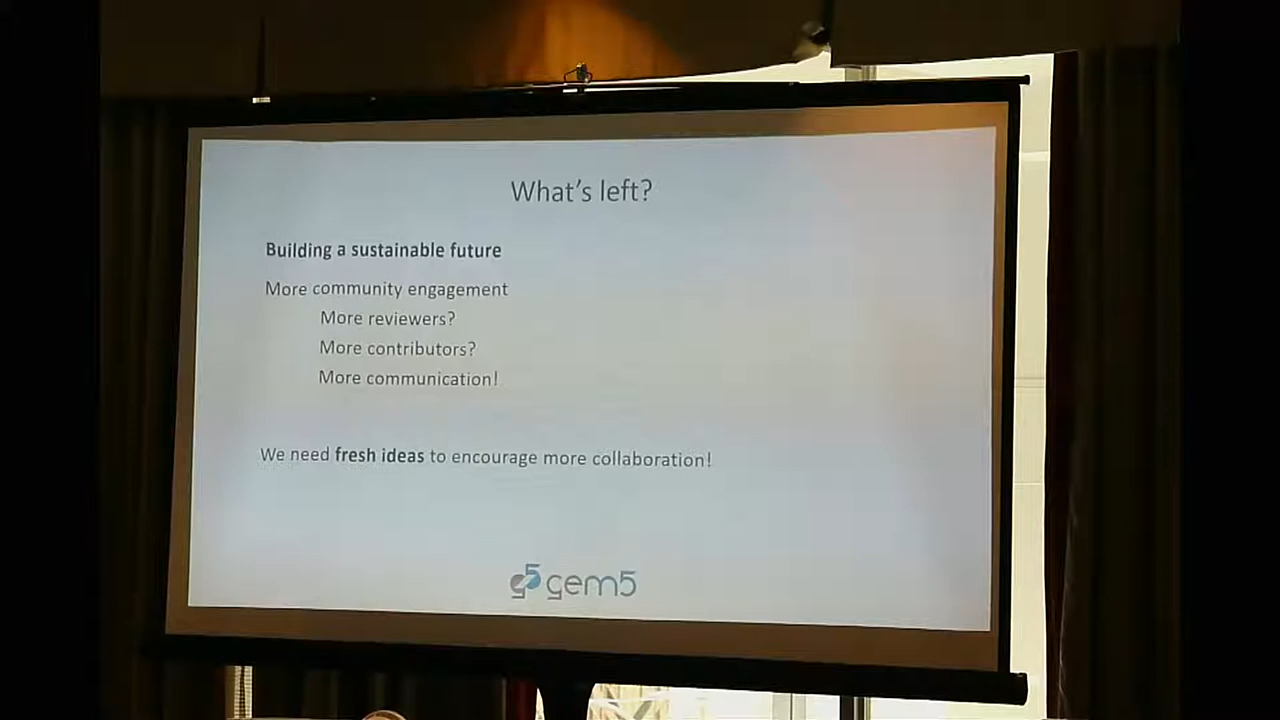 What's left?
Building a sustainable future
More community engagement
More reviewers?
More contributors?
More communication!
We need fresh ideas to encourage more collaboration!
g5 gem5